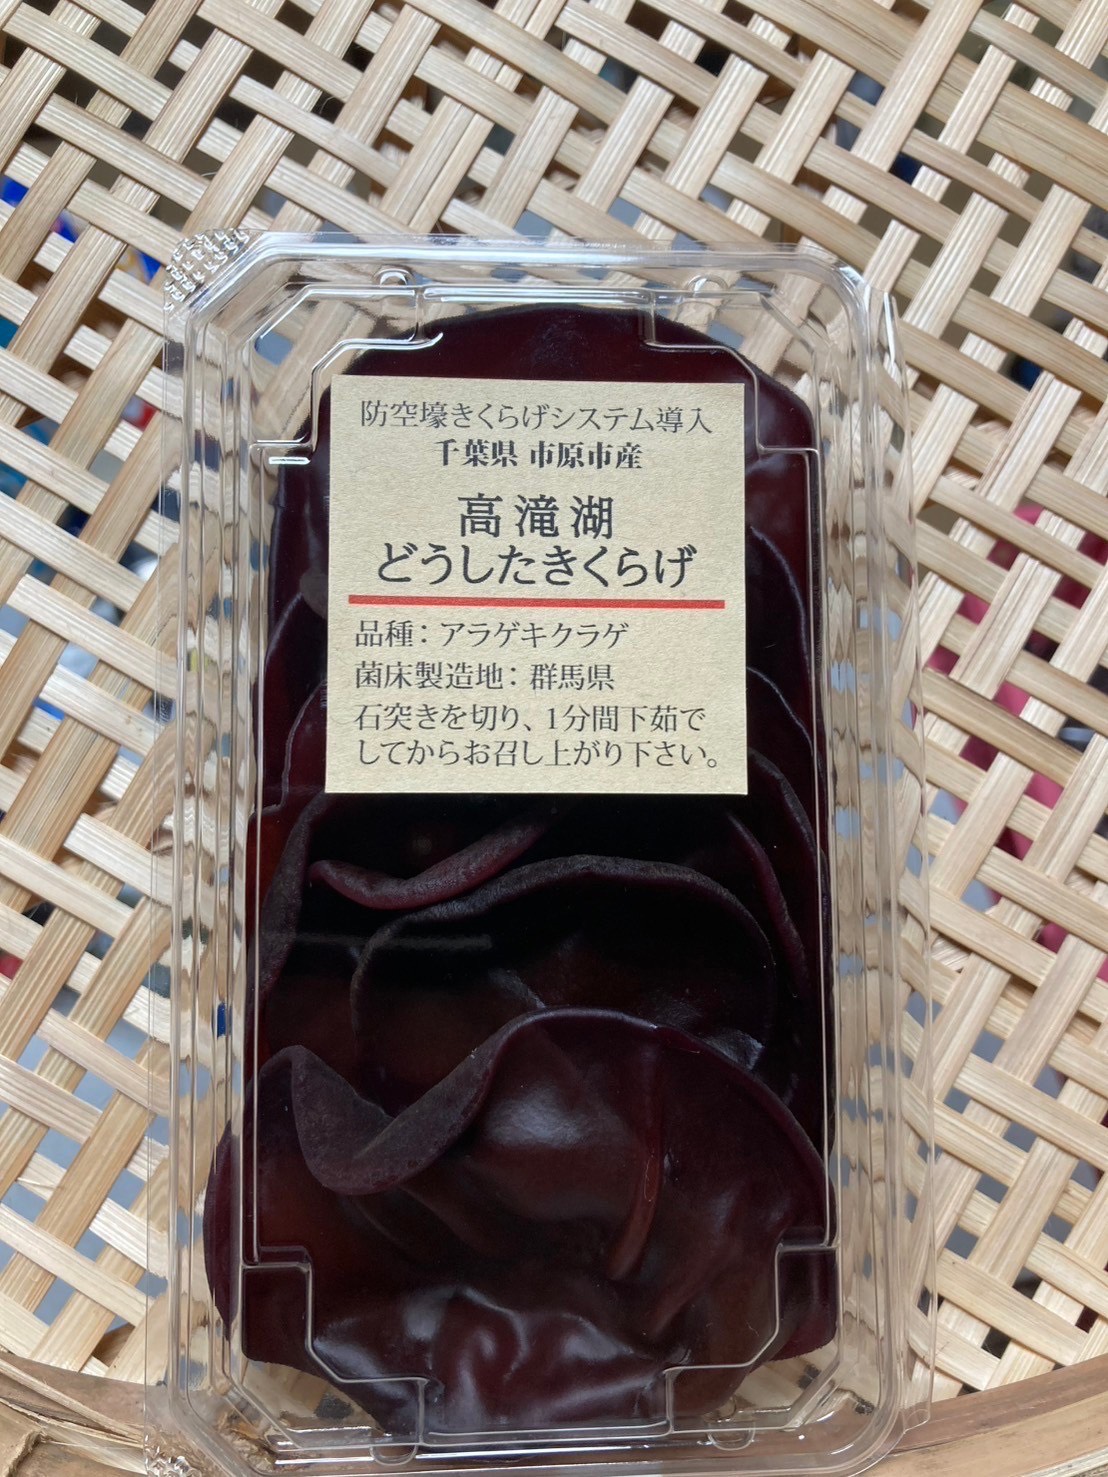 防空壕きくらげシステム導入
千葉県 市原市産
高滝湖
どうしたきくらげ
品種：アラゲキクラゲ
菌床製造地：群馬県
石突きを切り、1分間下茹で
してからお召し上がり下さい。